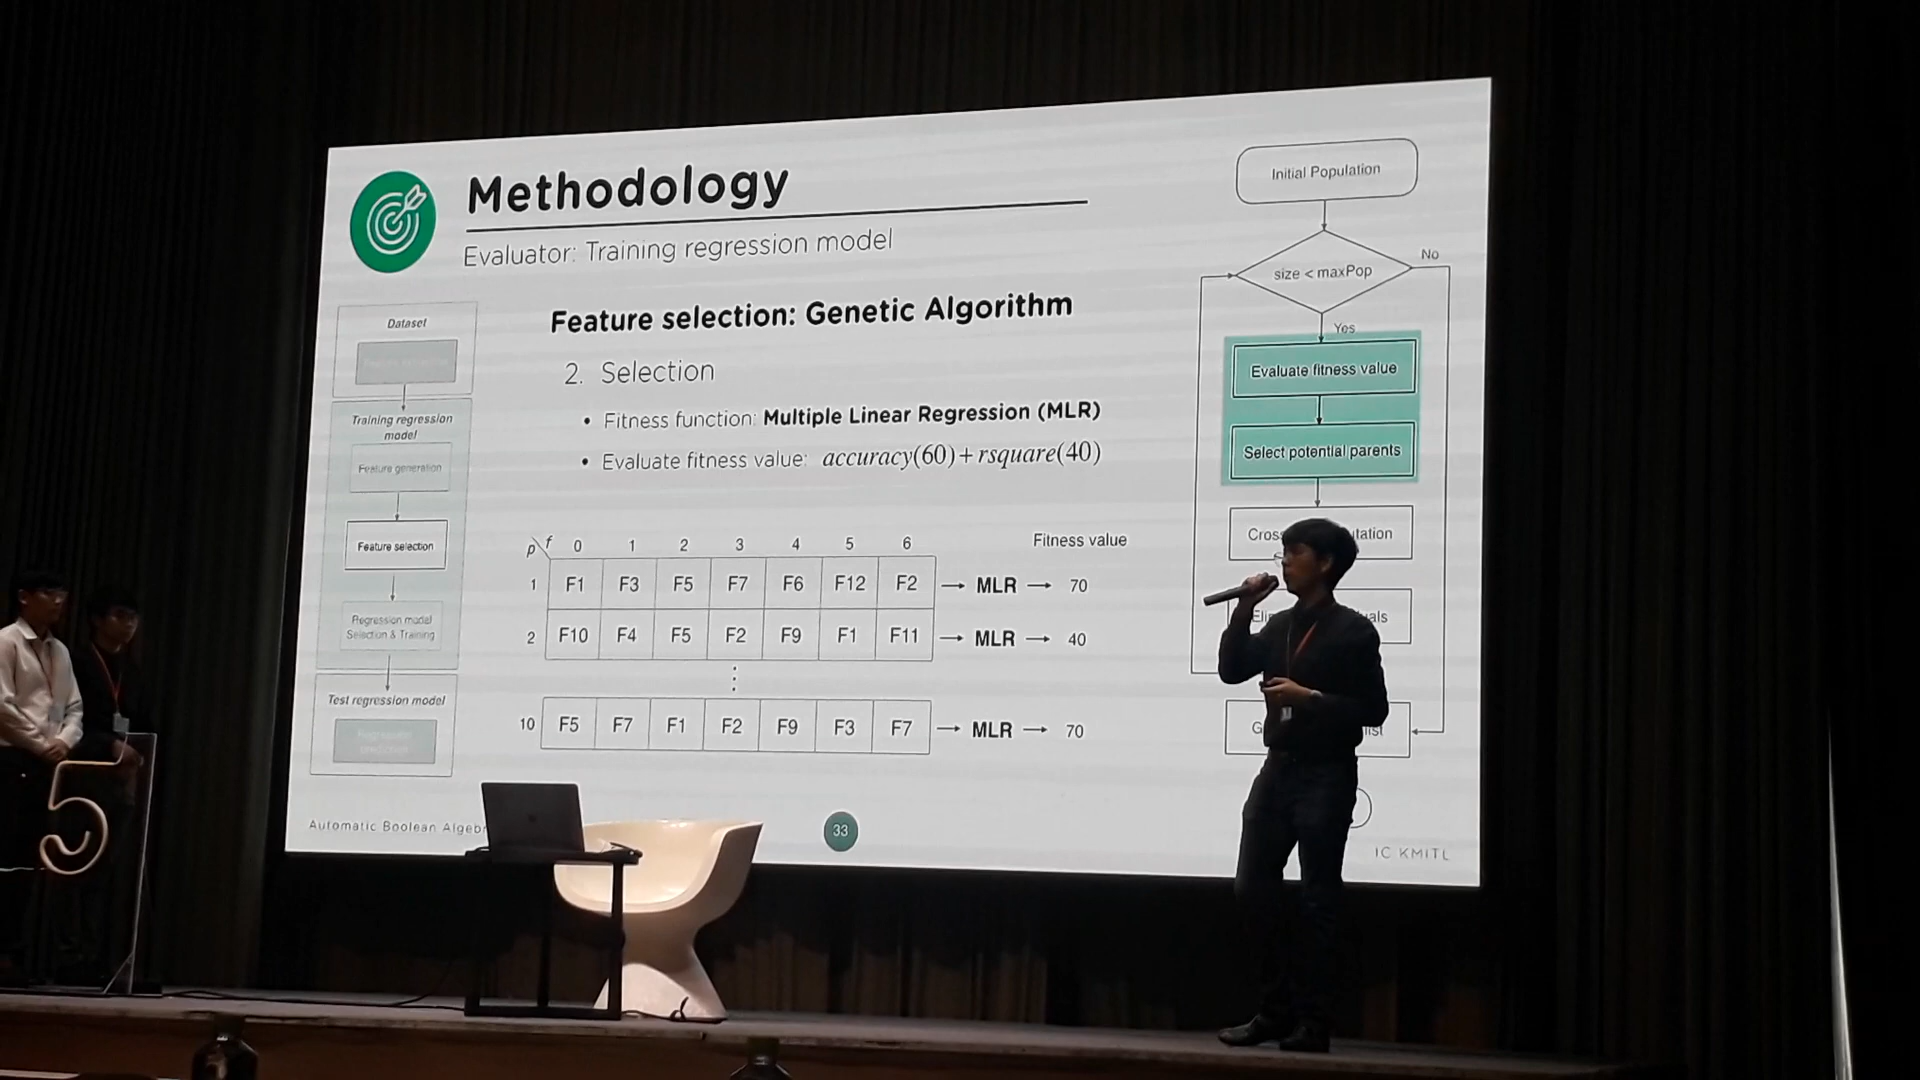 Methodology
Evaluator: Training regression model
Feature selection: Genetic Algorithm
2. Selection
• Fitness function: Multiple Linear Regression (MLR)
• Evaluate fitness value: accuracy(60)+rsquare(40)
p\f 0 1 2 3 4 5 6 Fitness value
1 F1 F3 F5 F7 F6 F12 F2 → MLR → 70
2 F10 F4 F5 F2 F9 F1 F11 → MLR → 40
⋮
10 F5 F7 F1 F2 F9 F3 F7 → MLR → 70
Dataset
Training regression
model
Feature generation
Feature selection
Regression model
Selection & Training
Test regression model
Initial Population
size < maxPop
No
Yes
Evaluate fitness value
Select potential parents
Automatic Boolean
33
IC KMITL
5